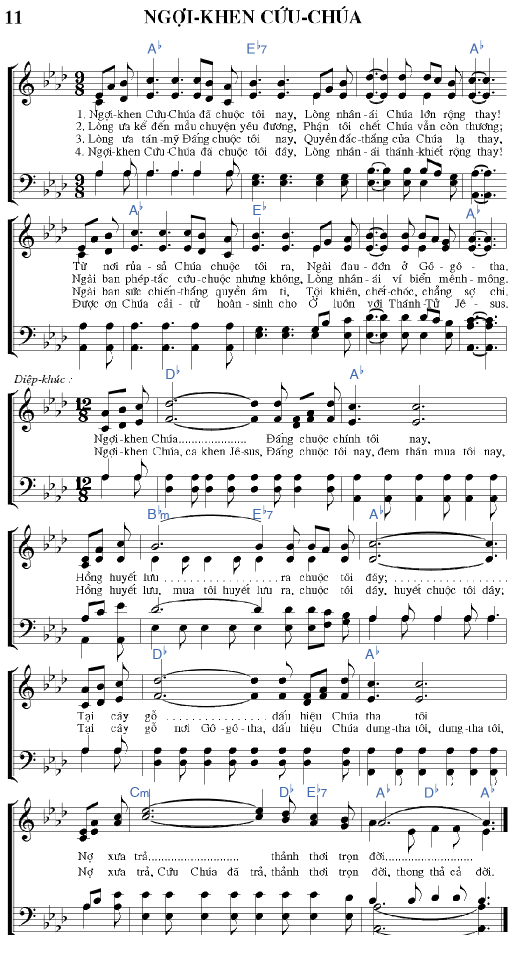 11 NGỢI-KHEN CỨU-CHÚA
A♭ E♭7 A♭
1. Ngợi-khen Cứu-Chúa đã chuộc tôi nay, Lòng nhân-ái Chúa lớn rộng thay!
2. Lòng ưa kể đến mẩu chuyện yêu đương, Phận tôi chết Chúa vẫn còn thương;
3. Lòng ưa tán-mỹ Đấng chuộc tôi nay, Quyền đắc-thắng của Chúa lạ thay,
4. Ngợi-khen Cứu-Chúa đã chuộc tôi đây, Lòng nhân-ái thánh-khiết rộng thay!
A♭ E♭ A♭
Từ nơi rủa-sả Chúa chuộc tôi ra, Ngài đau-đớn ở Gô-gô-tha.
Ngài ban phép-tắc cứu-chuộc nhưng không, Lòng nhân-ái ví biển mênh-mông.
Ngài ban sức chiến-thắng quyền âm ti, Tội khiên, chết-chóc, chẳng sợ chi.
Được ơn Chúa cải-tử hoàn-sinh cho Ở luôn với Thánh-Tử Jê-sus.
Diệp-khúc :
D♭ A♭
Ngợi-khen Chúa.................... Đấng chuộc chính tôi nay,
Ngợi-khen Chúa, ca khen Jê-sus, Đấng chuộc tôi nay, đem thân mua tôi nay,
B♭m E♭7 A♭
Hồng huyết lưu . . . . . . . . . . . . . . . . ra chuộc tôi đây;. . . . . . . . . . . . . .
Hồng huyết lưu, mua tôi huyết lưu ra, chuộc tôi đây, huyết chuộc tôi đây;
D♭ A♭
Tại cây gỗ . . . . . . . . . . . . . . . dấu hiệu Chúa tha tôi
Tại cây gỗ nơi Gô-gô-tha, dấu hiệu Chúa dung-tha tôi, dung-tha tôi,
Cm D♭ E♭7 A♭ D♭ A♭
Nợ xưa trả........................... thảnh thơi trọn đời..........................
Nợ xưa trả, Cứu Chúa đã trả, thảnh thơi trọn đời, thong thả cả đời.